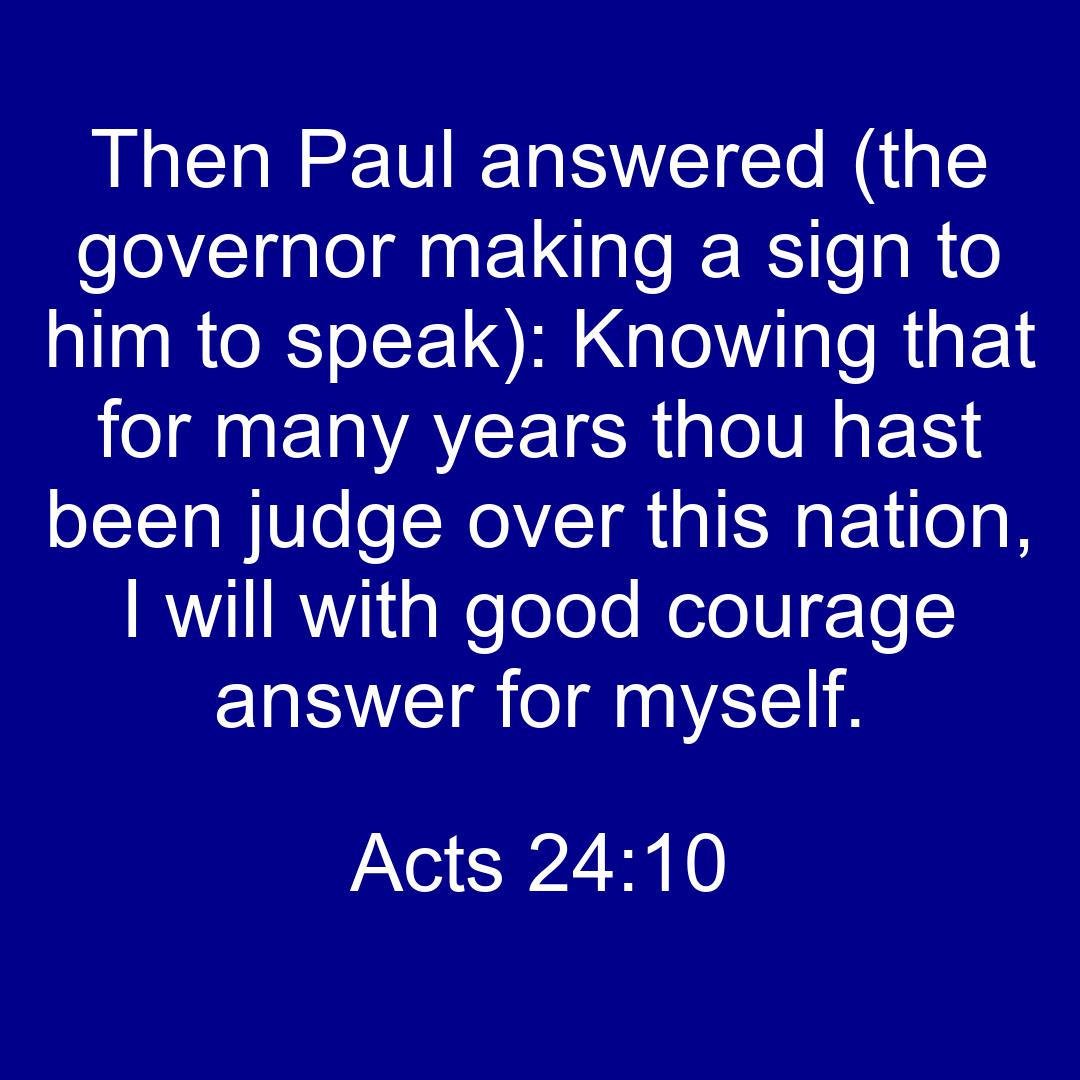 Then Paul answered (the
governor making a sign to
him to speak): Knowing that
for many years thou hast
been judge over this nation,
I will with good courage
answer for myself.
Acts 24:10